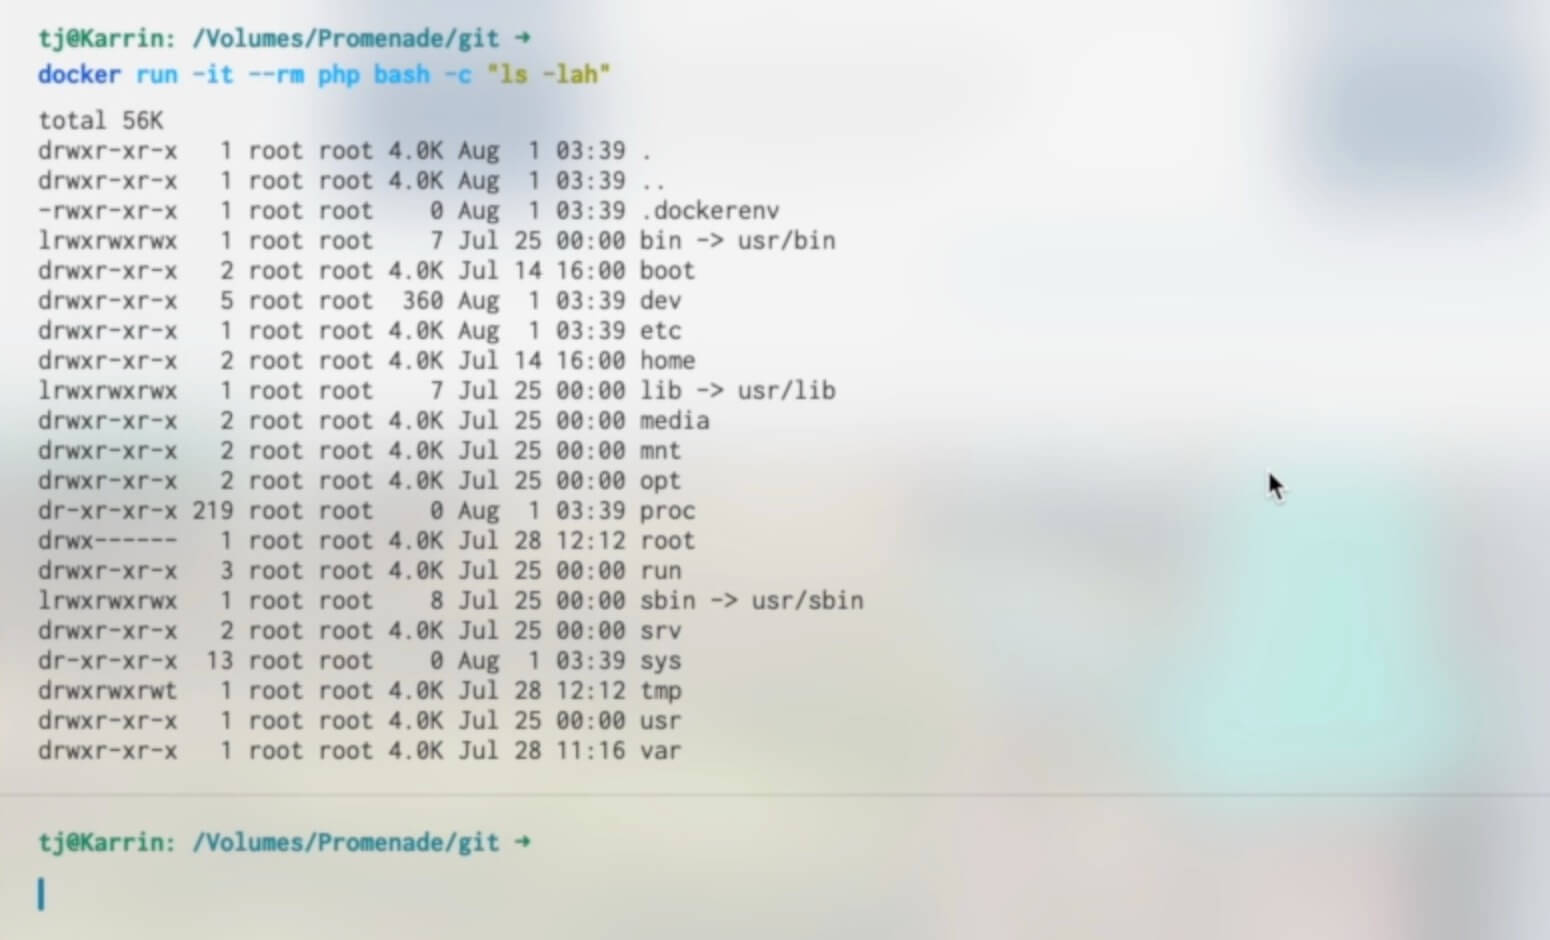 tj@Karrin: /Volumes/Promenade/git →
docker run -it --rm php bash -c "ls -lah"
total 56K
drwxr-xr-x   1 root root 4.0K Aug  1 03:39 .
drwxr-xr-x   1 root root 4.0K Aug  1 03:39 ..
-rwxr-xr-x   1 root root    0 Aug  1 03:39 .dockerenv
lrwxrwxrwx   1 root root    7 Jul 25 00:00 bin -> usr/bin
drwxr-xr-x   2 root root 4.0K Jul 14 16:00 boot
drwxr-xr-x   5 root root  360 Aug  1 03:39 dev
drwxr-xr-x   1 root root 4.0K Aug  1 03:39 etc
drwxr-xr-x   2 root root 4.0K Jul 14 16:00 home
lrwxrwxrwx   1 root root    7 Jul 25 00:00 lib -> usr/lib
drwxr-xr-x   2 root root 4.0K Jul 25 00:00 media
drwxr-xr-x   2 root root 4.0K Jul 25 00:00 mnt
drwxr-xr-x   2 root root 4.0K Jul 25 00:00 opt
dr-xr-xr-x 219 root root    0 Aug  1 03:39 proc
drwx------   1 root root 4.0K Jul 28 12:12 root
drwxr-xr-x   3 root root 4.0K Jul 25 00:00 run
lrwxrwxrwx   1 root root    8 Jul 25 00:00 sbin -> usr/sbin
drwxr-xr-x   2 root root 4.0K Jul 25 00:00 srv
dr-xr-xr-x  13 root root    0 Aug  1 03:39 sys
drwxrwxrwt   1 root root 4.0K Jul 28 12:12 tmp
drwxr-xr-x   1 root root 4.0K Jul 25 00:00 usr
drwxr-xr-x   1 root root 4.0K Jul 28 11:16 var
tj@Karrin: /Volumes/Promenade/git →